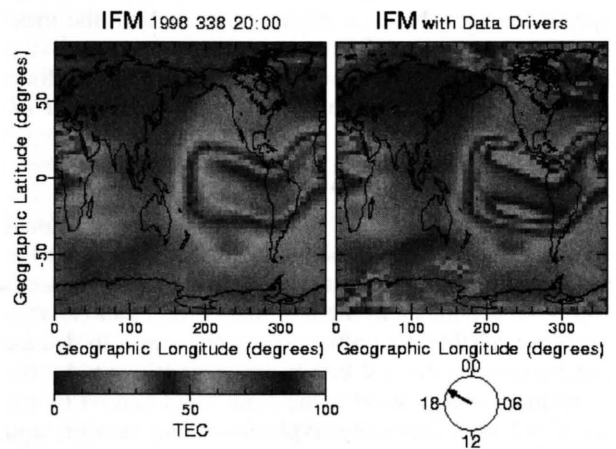 IFM 1998 338 20:00
IFM with Data Drivers
Geographic Latitude (degrees)
50
0
-50
0 100 200 300
0 100 200 300
Geographic Longitude (degrees)
Geographic Longitude (degrees)
0 50 100
TEC
00
18 06
12